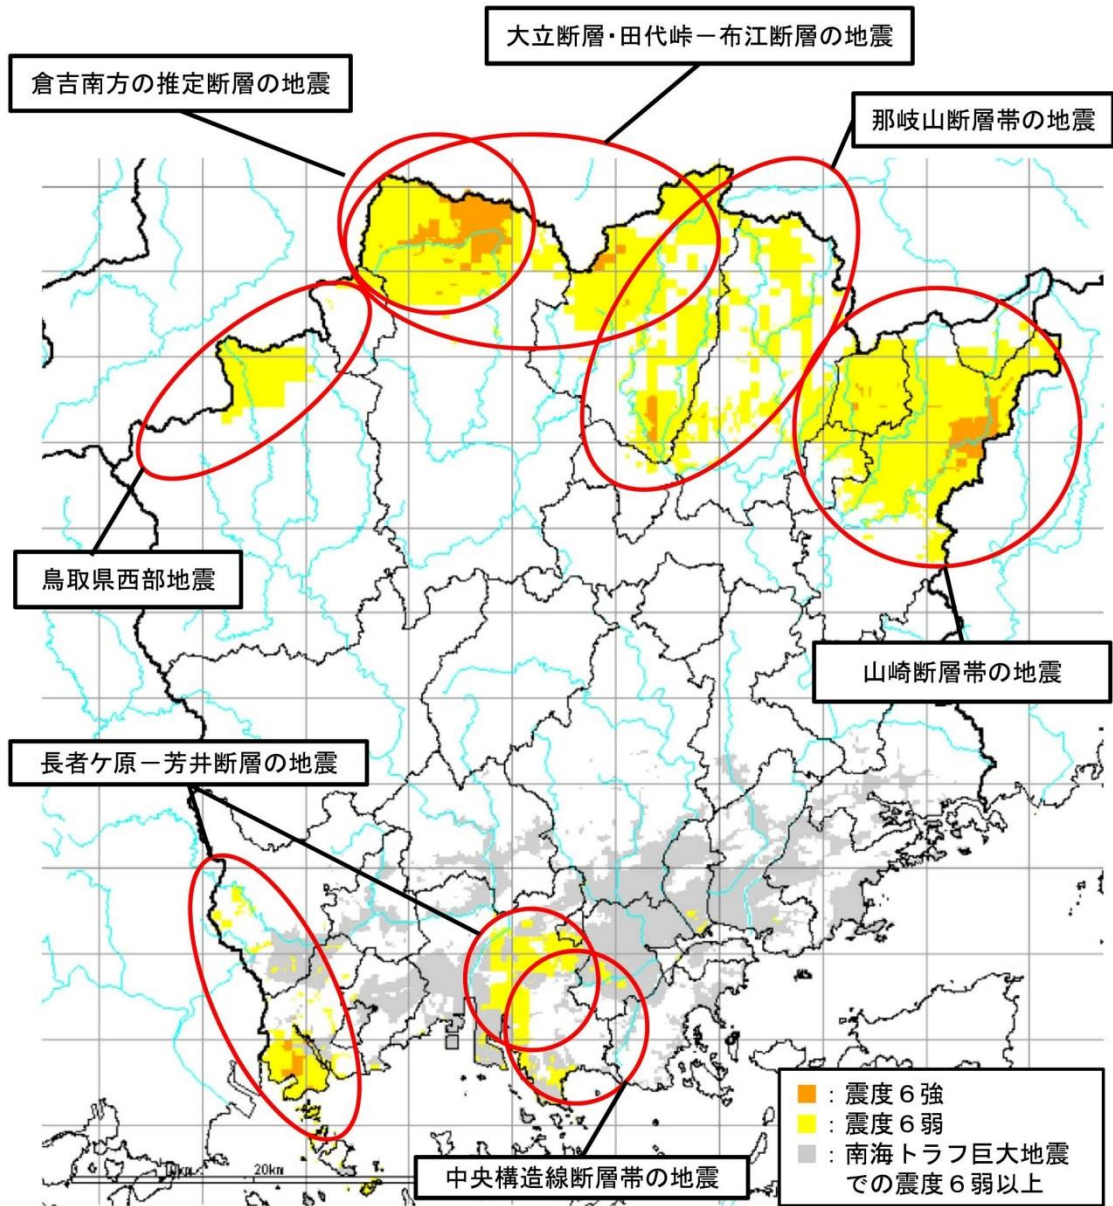 大立断層・田代峠－布江断層の地震
倉吉南方の推定断層の地震
那岐山断層帯の地震
鳥取県西部地震
山崎断層帯の地震
長者ケ原－芳井断層の地震
中央構造線断層帯の地震
：震度６強
：震度６弱
：南海トラフ巨大地震
での震度６弱以上
10km
20km